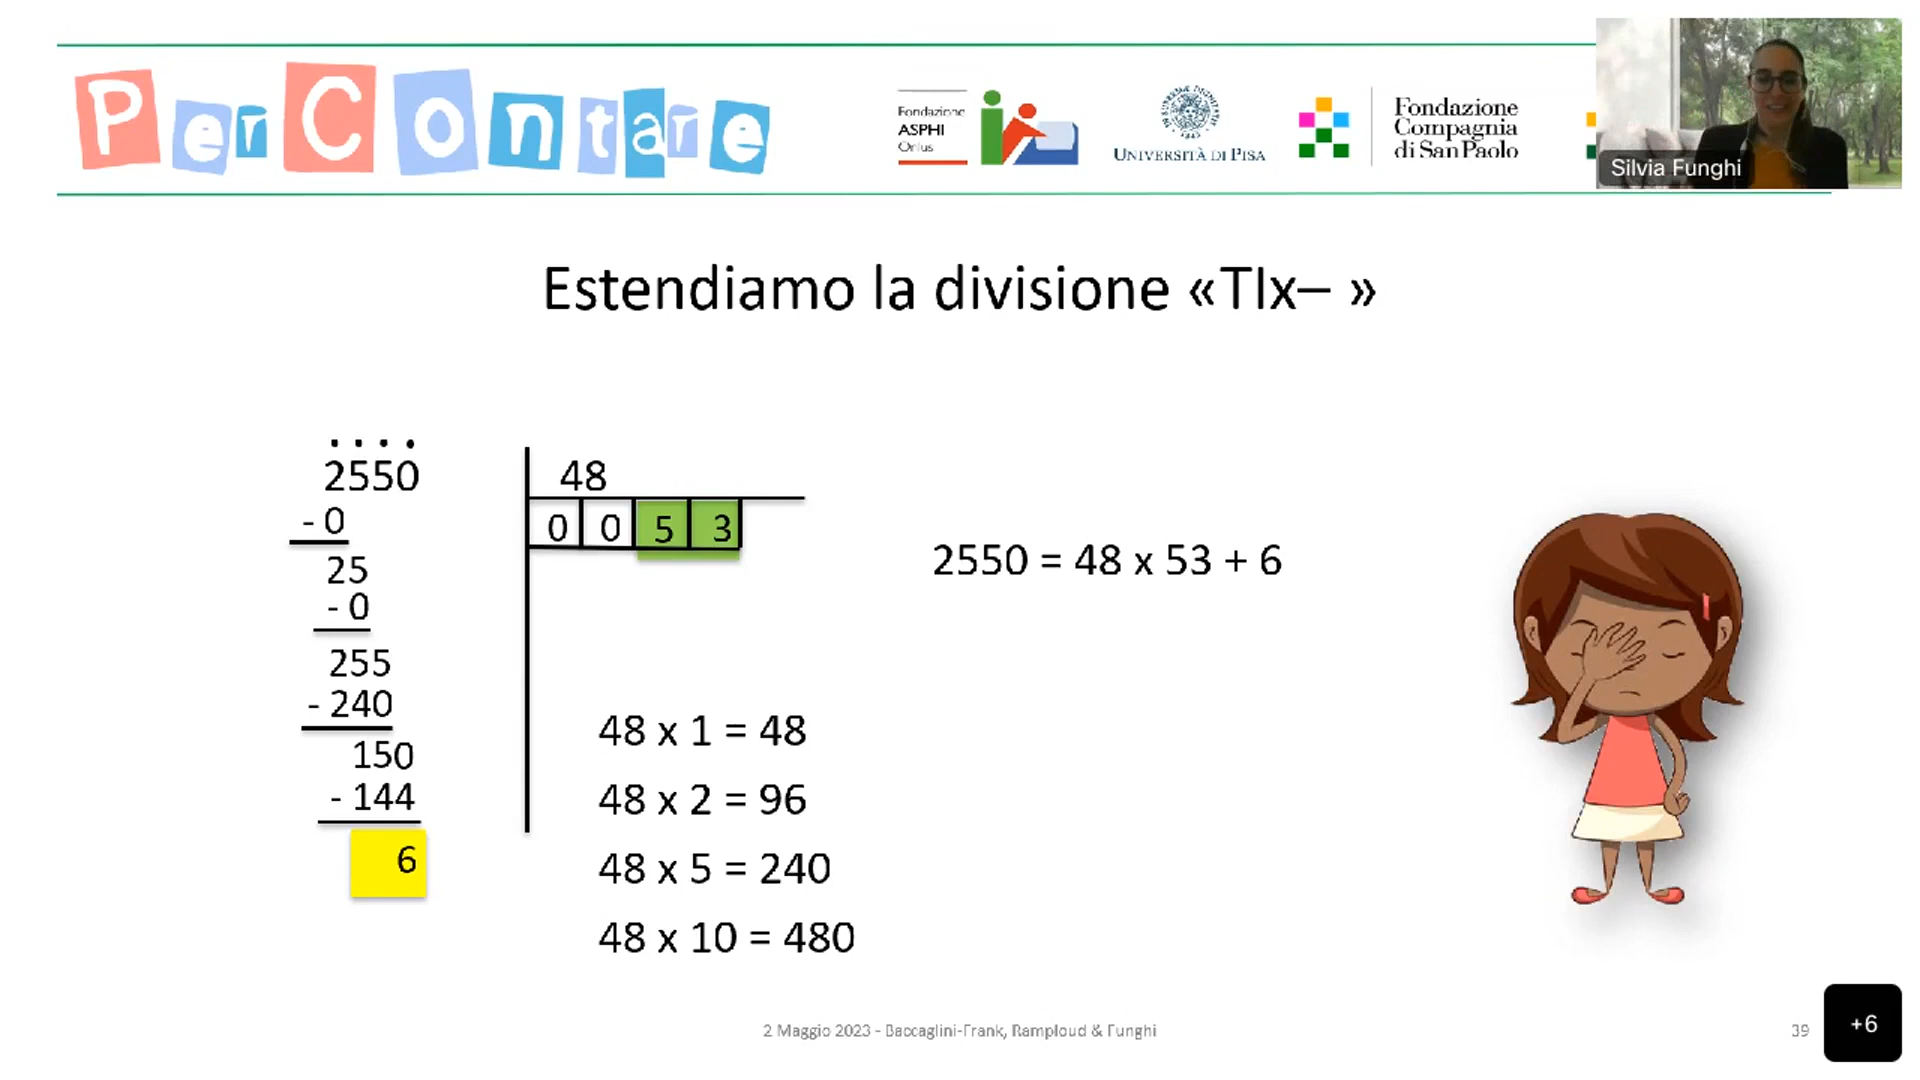 PerContare
Fondazione
ASPHI
Onlus
UNIVERSITÀ DI PISA
Fondazione
Compagnia
di San Paolo
Silvia Funghi
Estendiamo la divisione «TIx– »
. . . .
2550
- 0
25
- 0
255
- 240
150
- 144
6
48
0 0 5 3
48 x 1 = 48
48 x 2 = 96
48 x 5 = 240
48 x 10 = 480
2550 = 48 x 53 + 6
2 Maggio 2023 - Baccaglini-Frank, Ramploud & Funghi
39
+6